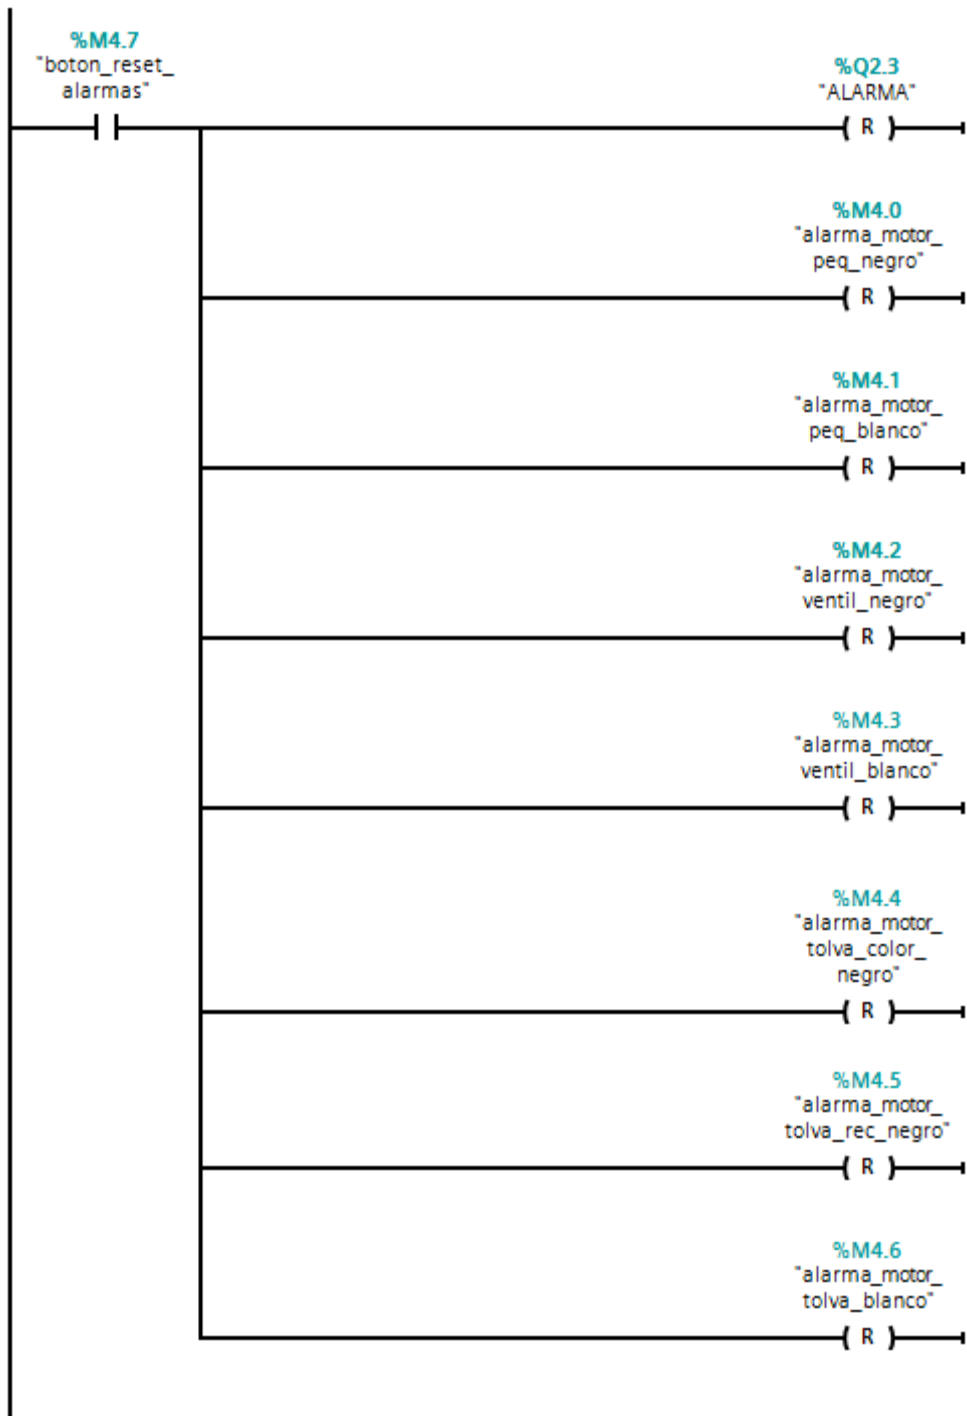 %M4.7
"boton_reset_
alarmas"
%Q2.3
"ALARMA"
( R )
%M4.0
"alarma_motor_
peq_negro"
( R )
%M4.1
"alarma_motor_
peq_blanco"
( R )
%M4.2
"alarma_motor_
ventil_negro"
( R )
%M4.3
"alarma_motor_
ventil_blanco"
( R )
%M4.4
"alarma_motor_
tolva_color_
negro"
( R )
%M4.5
"alarma_motor_
tolva_rec_negro"
( R )
%M4.6
"alarma_motor_
tolva_blanco"
( R )